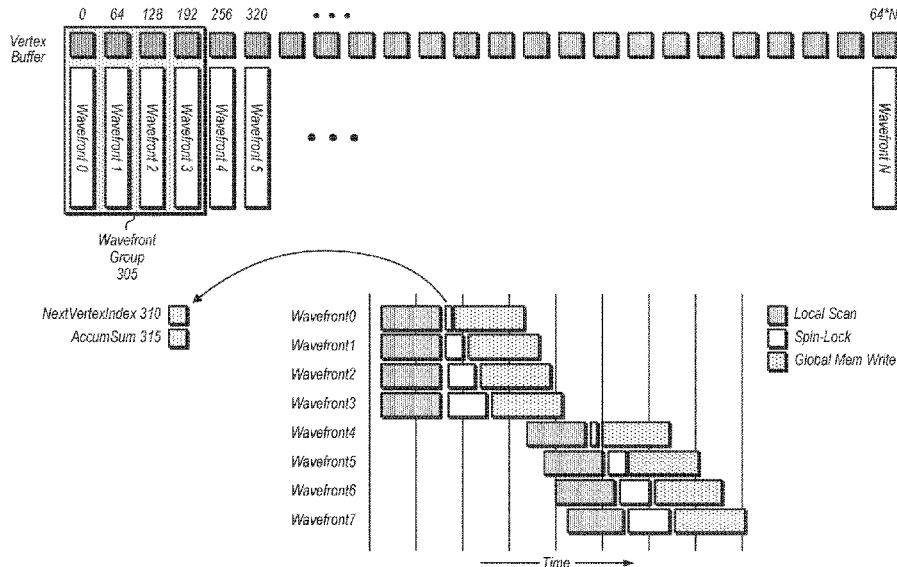 0 64 128 192 256 320 • • • 64*N
Vertex
Buffer
Wavefront 0
Wavefront 1
Wavefront 2
Wavefront 3
Wavefront 4
Wavefront 5
• • •
Wavefront N
Wavefront
Group
305
NextVertexIndex 310
AccumSum 315
Wavefront0
Wavefront1
Wavefront2
Wavefront3
Wavefront4
Wavefront5
Wavefront6
Wavefront7
Local Scan
Spin-Lock
Global Mem Write
Time